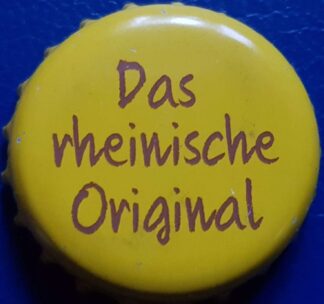 Das
rheinische
Original